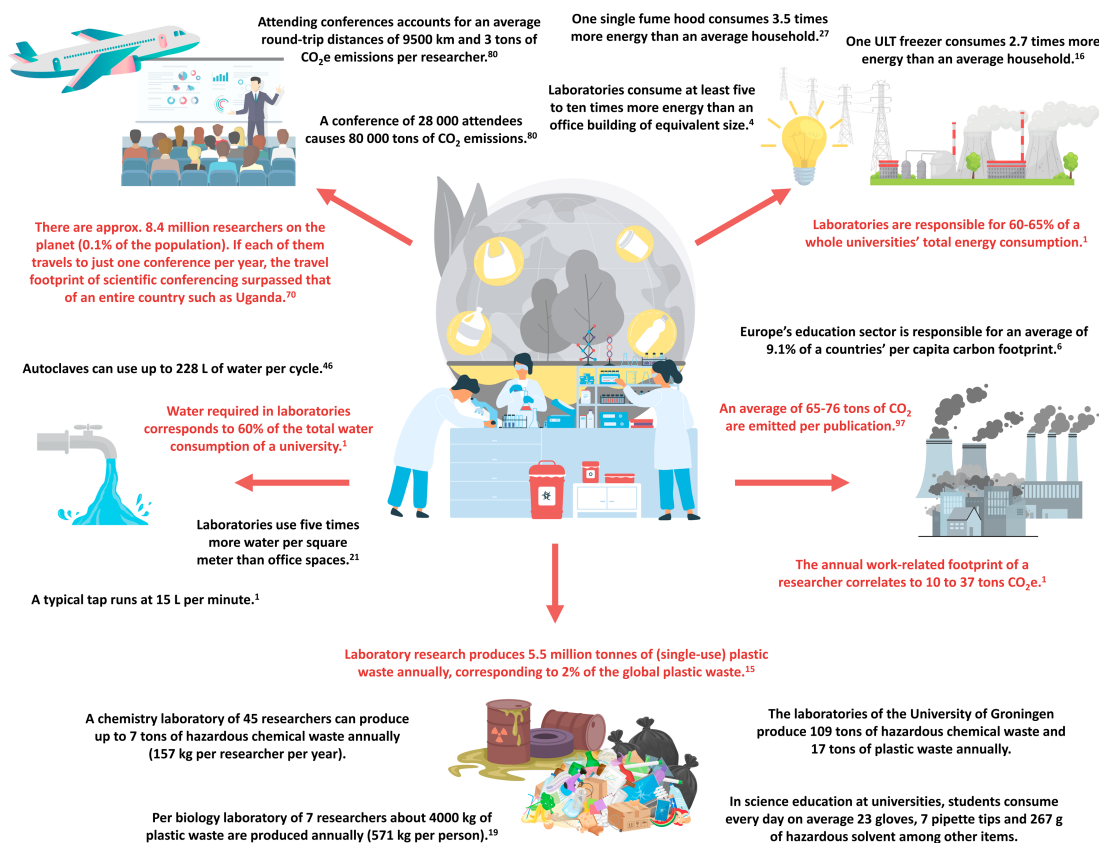 Attending conferences accounts for an average
round-trip distances of 9500 km and 3 tons of
CO₂e emissions per researcher.⁸⁰
A conference of 28 000 attendees
causes 80 000 tons of CO₂ emissions.⁸⁰
There are approx. 8.4 million researchers on the
planet (0.1% of the population). If each of them
travels to just one conference per year, the travel
footprint of scientific conferencing surpassed that
of an entire country such as Uganda.⁷⁰
One single fume hood consumes 3.5 times
more energy than an average household.²⁷
One ULT freezer consumes 2.7 times more
energy than an average household.¹⁶
Laboratories consume at least five
to ten times more energy than an
office building of equivalent size.⁴
Laboratories are responsible for 60-65% of a
whole universities’ total energy consumption.¹
Autoclaves can use up to 228 L of water per cycle.⁴⁶
Water required in laboratories
corresponds to 60% of the total water
consumption of a university.¹
Laboratories use five times
more water per square
meter than office spaces.²¹
A typical tap runs at 15 L per minute.¹
Europe’s education sector is responsible for an average of
9.1% of a countries’ per capita carbon footprint.⁶
An average of 65-76 tons of CO₂
are emitted per publication.⁹⁷
The annual work-related footprint of a
researcher correlates to 10 to 37 tons CO₂e.¹
Laboratory research produces 5.5 million tonnes of (single-use) plastic
waste annually, corresponding to 2% of the global plastic waste.¹⁵
A chemistry laboratory of 45 researchers can produce
up to 7 tons of hazardous chemical waste annually
(157 kg per researcher per year).
Per biology laboratory of 7 researchers about 4000 kg of
plastic waste are produced annually (571 kg per person).¹⁹
The laboratories of the University of Groningen
produce 109 tons of hazardous chemical waste and
17 tons of plastic waste annually.
In science education at universities, students consume
every day on average 23 gloves, 7 pipette tips and 267 g
of hazardous solvent among other items.